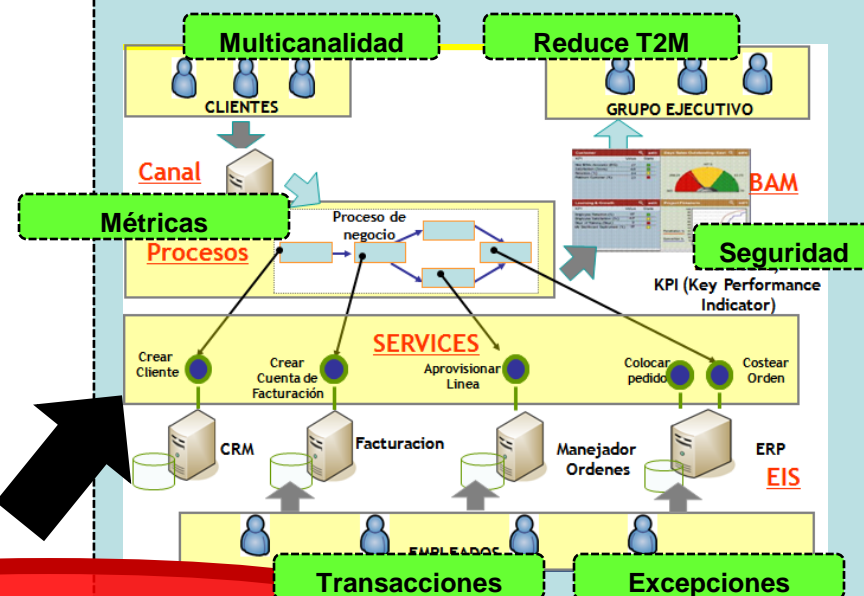 Multicanalidad
Reduce T2M
CLIENTES
GRUPO EJECUTIVO
Canal
BAM
Métricas
Proceso de
negocio
Procesos
Seguridad
KPI (Key Performance
Indicator)
SERVICES
Crear
Cliente
Crear
Cuenta de
Facturación
Aprovisionar
Linea
Colocar
pedido
Costear
Orden
CRM
Facturacion
Manejador
Ordenes
ERP
EIS
EMPLEADOS
Transacciones
Excepciones